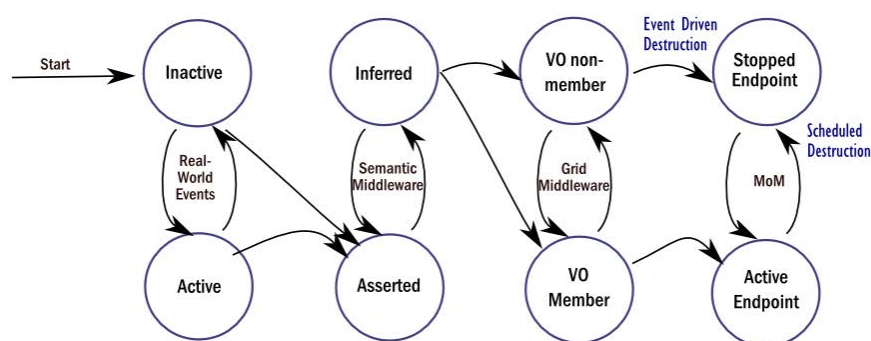 Start
Inactive
Inferred
VO non-
member
Event Driven
Destruction
Stopped
Endpoint
Scheduled
Destruction
Real-
World
Events
Semantic
Middleware
Grid
Middleware
MoM
Active
Asserted
VO
Member
Active
Endpoint